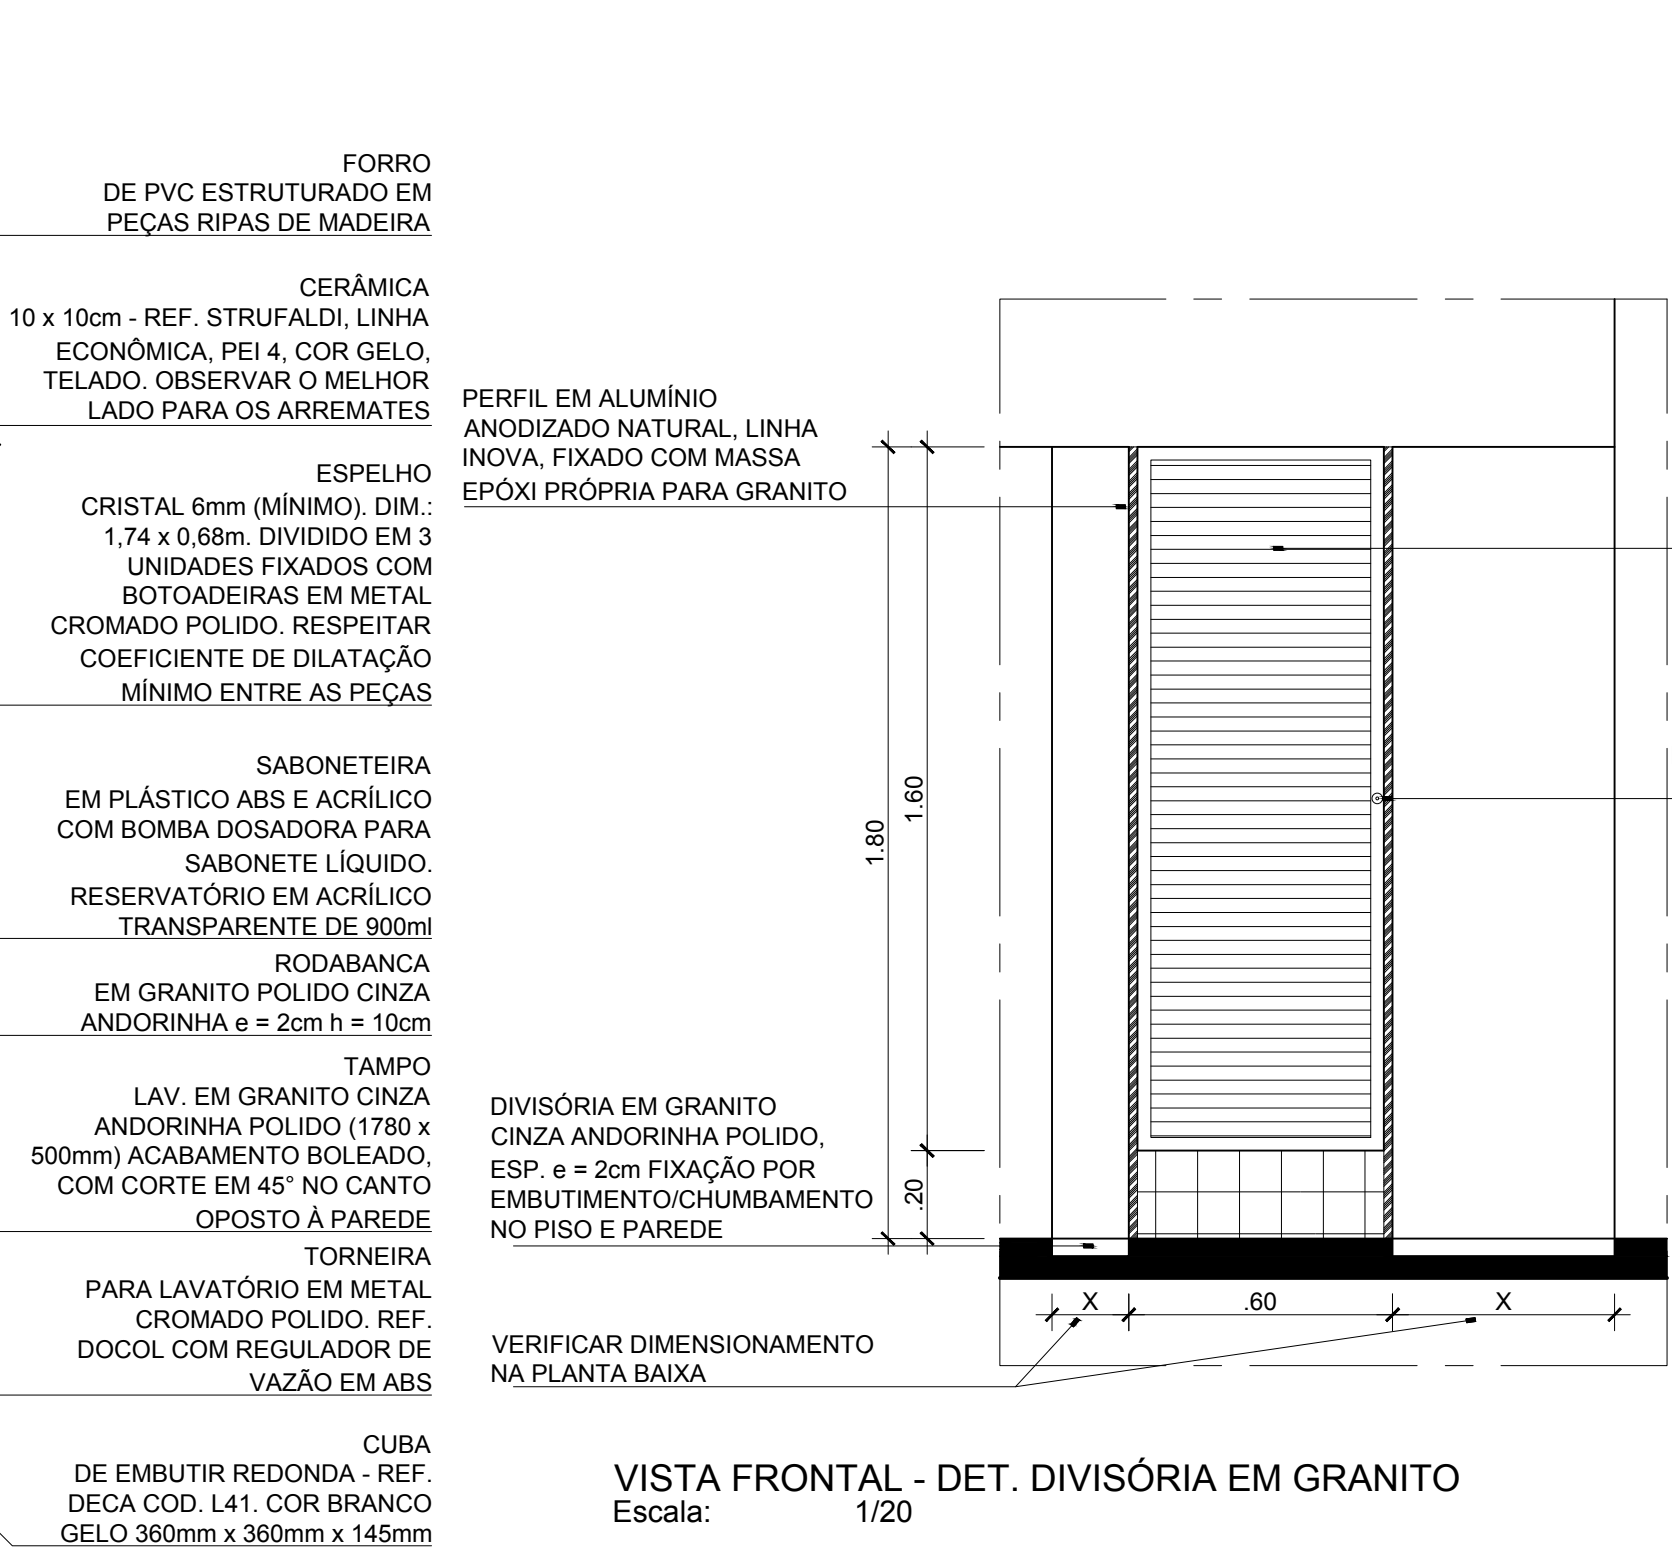 FORRO
DE PVC ESTRUTURADO EM
PEÇAS RIPAS DE MADEIRA
CERÂMICA
10 x 10cm - REF. STRUFALDI, LINHA
ECONÔMICA, PEI 4, COR GELO,
TELADO. OBSERVAR O MELHOR
LADO PARA OS ARREMATES
ESPELHO
CRISTAL 6mm (MÍNIMO). DIM.:
1,74 x 0,68m. DIVIDIDO EM 3
UNIDADES FIXADOS COM
BOTOADEIRAS EM METAL
CROMADO POLIDO. RESPEITAR
COEFICIENTE DE DILATAÇÃO
MÍNIMO ENTRE AS PEÇAS
SABONETEIRA
EM PLÁSTICO ABS E ACRÍLICO
COM BOMBA DOSADORA PARA
SABONETE LÍQUIDO.
RESERVATÓRIO EM ACRÍLICO
TRANSPARENTE DE 900ml
RODABANCA
EM GRANITO POLIDO CINZA
ANDORINHA e = 2cm h = 10cm
TAMPO
LAV. EM GRANITO CINZA
ANDORINHA POLIDO (1780 x
500mm) ACABAMENTO BOLEADO,
COM CORTE EM 45° NO CANTO
OPOSTO À PAREDE
TORNEIRA
PARA LAVATÓRIO EM METAL
CROMADO POLIDO. REF.
DOCOL COM REGULADOR DE
VAZÃO EM ABS
CUBA
DE EMBUTIR REDONDA - REF.
DECA COD. L41. COR BRANCO
GELO 360mm x 360mm x 145mm
PERFIL EM ALUMÍNIO
ANODIZADO NATURAL, LINHA
INOVA, FIXADO COM MASSA
EPÓXI PRÓPRIA PARA GRANITO
1.80
1.60
.20
DIVISÓRIA EM GRANITO
CINZA ANDORINHA POLIDO,
ESP. e = 2cm FIXAÇÃO POR
EMBUTIMENTO/CHUMBAMENTO
NO PISO E PAREDE
X
.60
X
VERIFICAR DIMENSIONAMENTO
NA PLANTA BAIXA
VISTA FRONTAL - DET. DIVISÓRIA EM GRANITO
Escala: 1/20